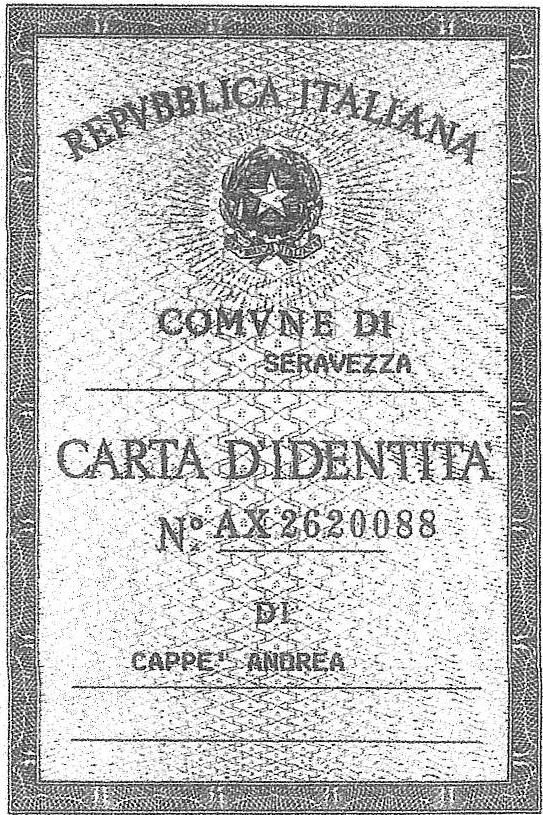 REPVBBLICA ITALIANA
COMVNE DI
SERAVEZZA
CARTA D'IDENTITA'
N° AX 2620088
DI
CAPPE' ANDREA